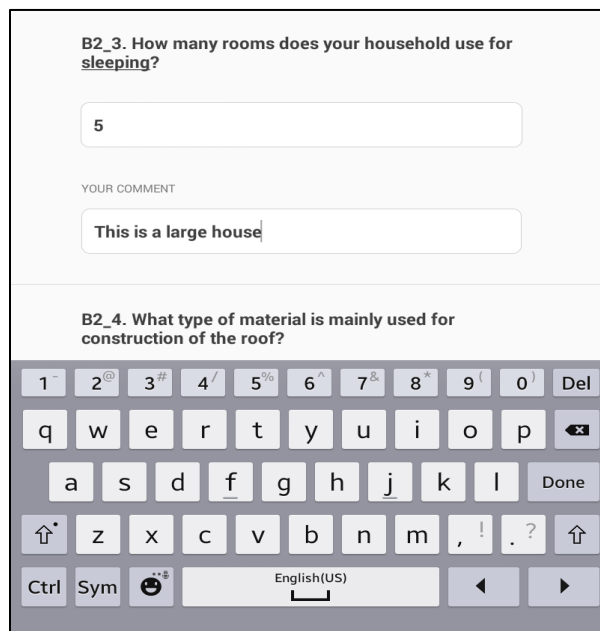 B2_3. How many rooms does your household use for
sleeping?
5
YOUR COMMENT
This is a large house
B2_4. What type of material is mainly used for
construction of the roof?
1 - 2 @ 3 # 4 / 5 % 6 ^ 7 & 8 * 9 ( 0 ) Del
q w e r t y u i o p
a s d f g h j k l Done
z x c v b n m , ! . ?
Ctrl Sym English(US)